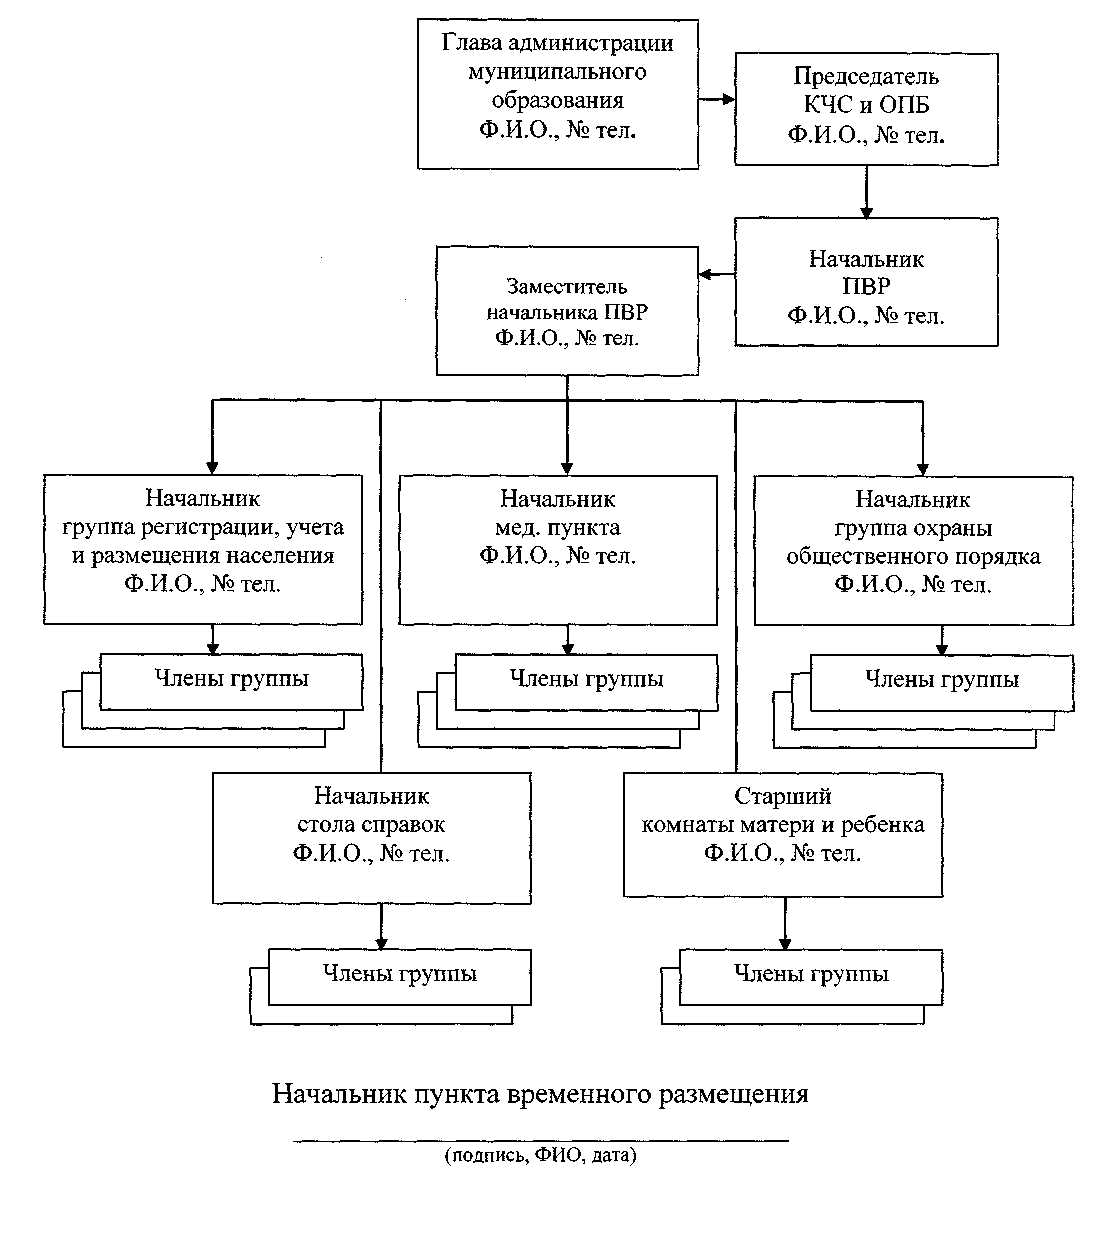 Глава администрации
муниципального
образования
Ф.И.О., № тел.
Председатель
КЧС и ОПБ
Ф.И.О., № тел.
Начальник
ПВР
Ф.И.О., № тел.
Заместитель
начальника ПВР
Ф.И.О., № тел.
Начальник
группа регистрации, учета
и размещения населения
Ф.И.О., № тел.
Начальник
мед. пункта
Ф.И.О., № тел.
Начальник
группа охраны
общественного порядка
Ф.И.О., № тел.
Члены группы
Члены группы
Члены группы
Начальник
стола справок
Ф.И.О., № тел.
Старший
комнаты матери и ребенка
Ф.И.О., № тел.
Члены группы
Члены группы
Начальник пункта временного размещения
(подпись, ФИО, дата)